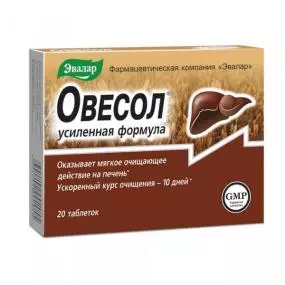 Эвалар
Фармацевтическая компания "Эвалар"
ОВЕСОЛ
усиленная формула
Оказывает мягкое очищающее
действие на печень*
Ускоренный курс очищения – 10 дней*
20 таблеток
GMP